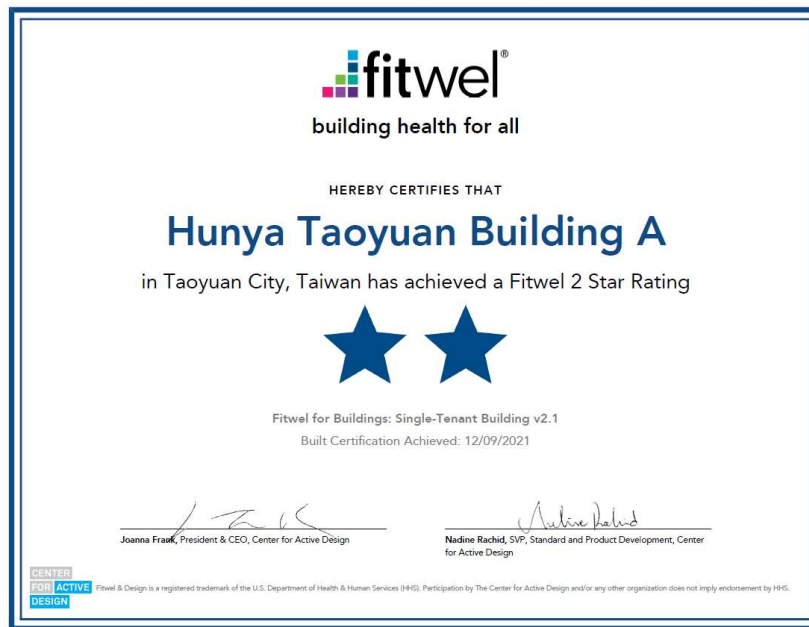 fitwel®
building health for all
HEREBY CERTIFIES THAT
Hunya Taoyuan Building A
in Taoyuan City, Taiwan has achieved a Fitwel 2 Star Rating
Fitwel for Buildings: Single-Tenant Building v2.1
Built Certification Achieved: 12/09/2021
Joanna Frank, President & CEO, Center for Active Design
Nadine Rachid, SVP, Standard and Product Development, Center
for Active Design
CENTER
FOR ACTIVE
DESIGN
Fitwel & Design is a registered trademark of the U.S. Department of Health & Human Services (HHS). Participation by The Center for Active Design and/or any other organization does not imply endorsement by HHS.